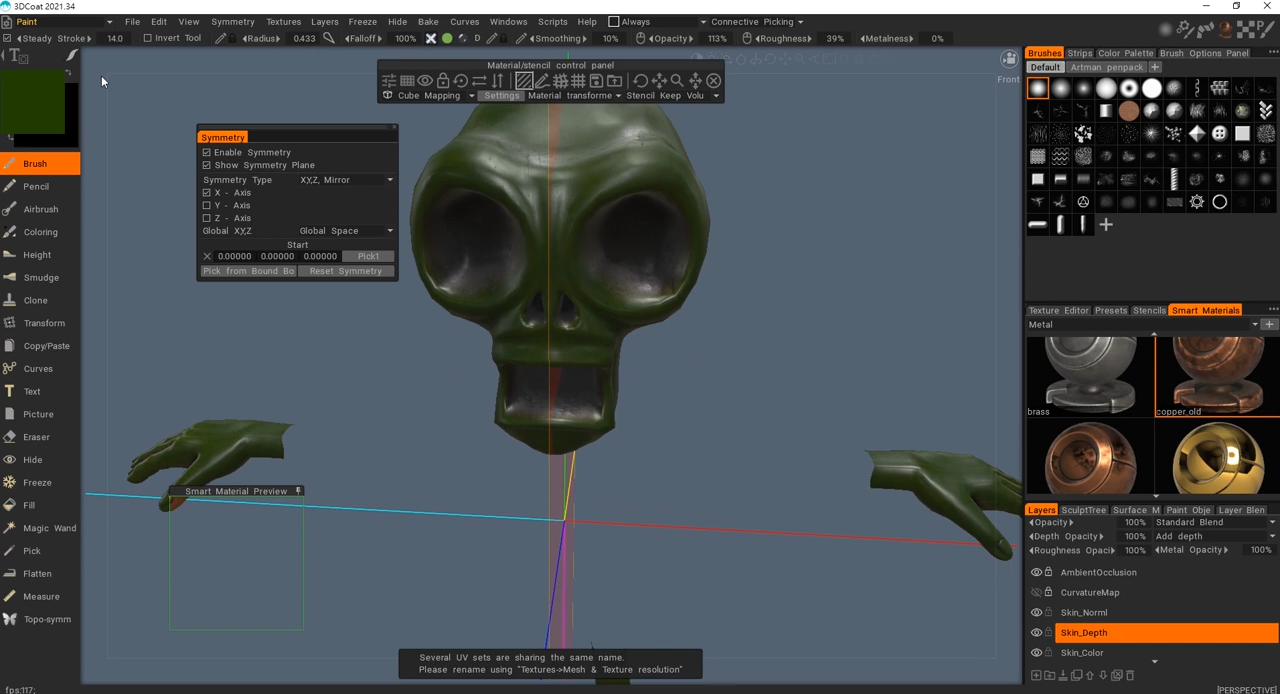 3DCoat 2021.34
Paint File Edit View Symmetry Textures Layers Freeze Hide Bake Curves Windows Scripts Help Always Connective Picking
Steady Stroke 14.0 Invert Tool Radius 0.433 Falloff 100% D Smoothing 10% Opacity 113% Roughness 39% Metalness 0%
Material/stencil control panel
Cube Mapping Settings Material transforme Stencil Keep Volu
Front
Brushes Strips Color Palette Brush Options Panel
Default Artman penpack
Symmetry
Enable Symmetry
Show Symmetry Plane
Symmetry Type X,Y,Z, Mirror
X - Axis
Y - Axis
Z - Axis
Global X,Y,Z Global Space
Start
0.00000 0.00000 0.00000 Pick1
Pick from Bound Bo Reset Symmetry
Brush
Pencil
Airbrush
Coloring
Height
Smudge
Clone
Transform
Copy/Paste
Curves
Text
Picture
Eraser
Hide
Freeze
Fill
Magic Wand
Pick
Flatten
Measure
Topo-symm
Smart Material Preview
Texture Editor Presets Stencils Smart Materials
Metal
brass
copper_old
Layers SculptTree Surface M Paint Obje Layer Blen
Opacity 100% Standard Blend
Depth Opacity 100% Add depth
Roughness Opaci 100% Metal Opacity 100%
AmbientOcclusion
CurvatureMap
Skin_Norml
Skin_Depth
Skin_Color
Several UV sets are sharing the same name.
Please rename using "Textures->Mesh & Texture resolution"
fps:117;
[PERSPECTIVE]